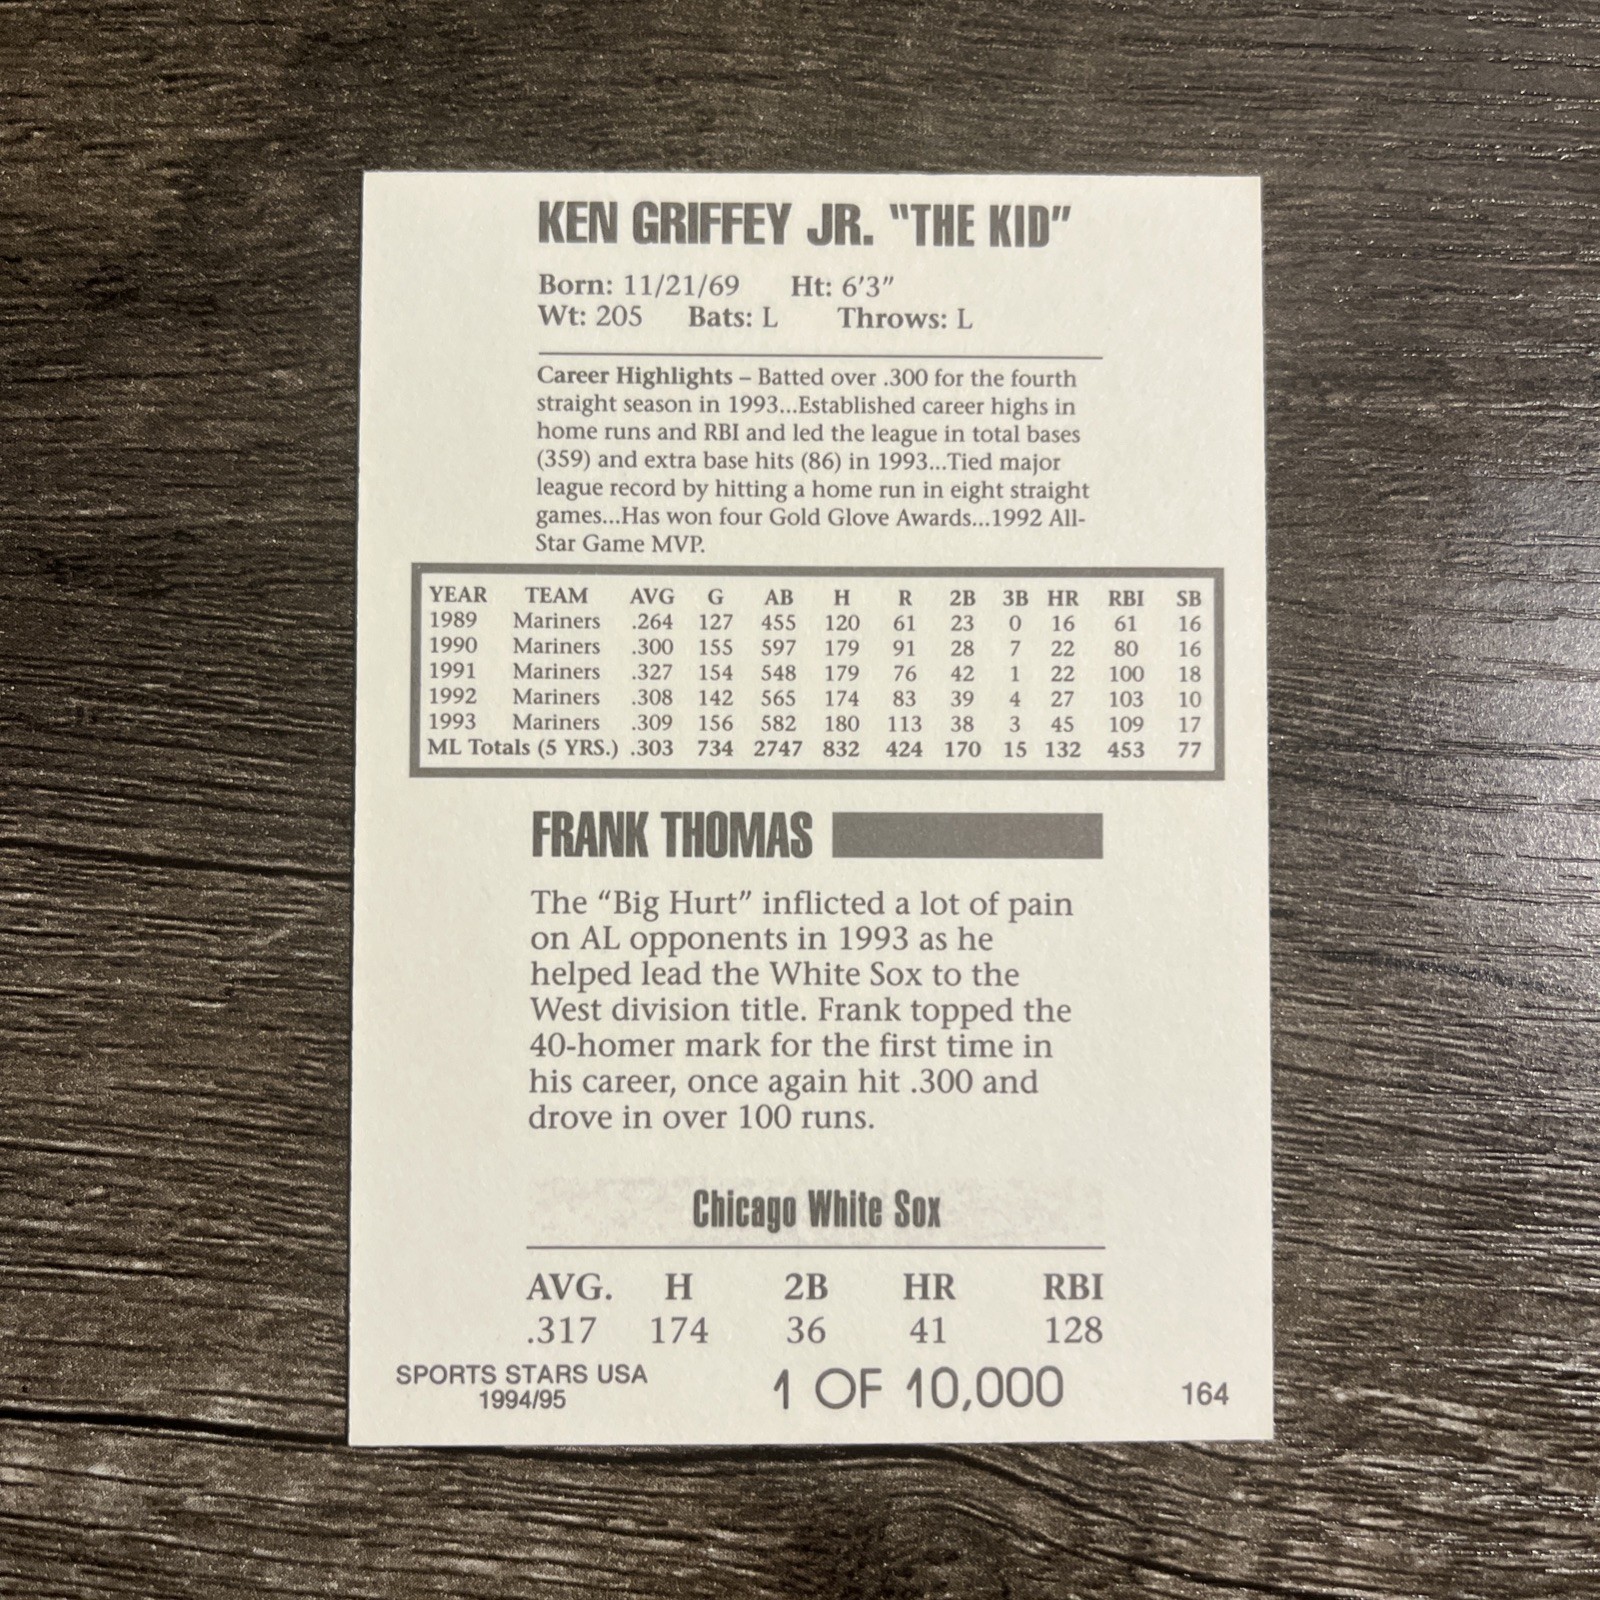 KEN GRIFFEY JR. "THE KID"
Born: 11/21/69 Ht: 6'3"
Wt: 205 Bats: L Throws: L
Career Highlights – Batted over .300 for the fourth
straight season in 1993...Established career highs in
home runs and RBI and led the league in total bases
(359) and extra base hits (86) in 1993...Tied major
league record by hitting a home run in eight straight
games...Has won four Gold Glove Awards...1992 All-
Star Game MVP.
YEAR TEAM AVG G AB H R 2B 3B HR RBI SB
1989 Mariners .264 127 455 120 61 23 0 16 61 16
1990 Mariners .300 155 597 179 91 28 7 22 80 16
1991 Mariners .327 154 548 179 76 42 1 22 100 18
1992 Mariners .308 142 565 174 83 39 4 27 103 10
1993 Mariners .309 156 582 180 113 38 3 45 109 17
ML Totals (5 YRS.) .303 734 2747 832 424 170 15 132 453 77
FRANK THOMAS
The “Big Hurt” inflicted a lot of pain
on AL opponents in 1993 as he
helped lead the White Sox to the
West division title. Frank topped the
40-homer mark for the first time in
his career, once again hit .300 and
drove in over 100 runs.
Chicago White Sox
AVG. H 2B HR RBI
.317 174 36 41 128
SPORTS STARS USA
1994/95
1 OF 10,000
164